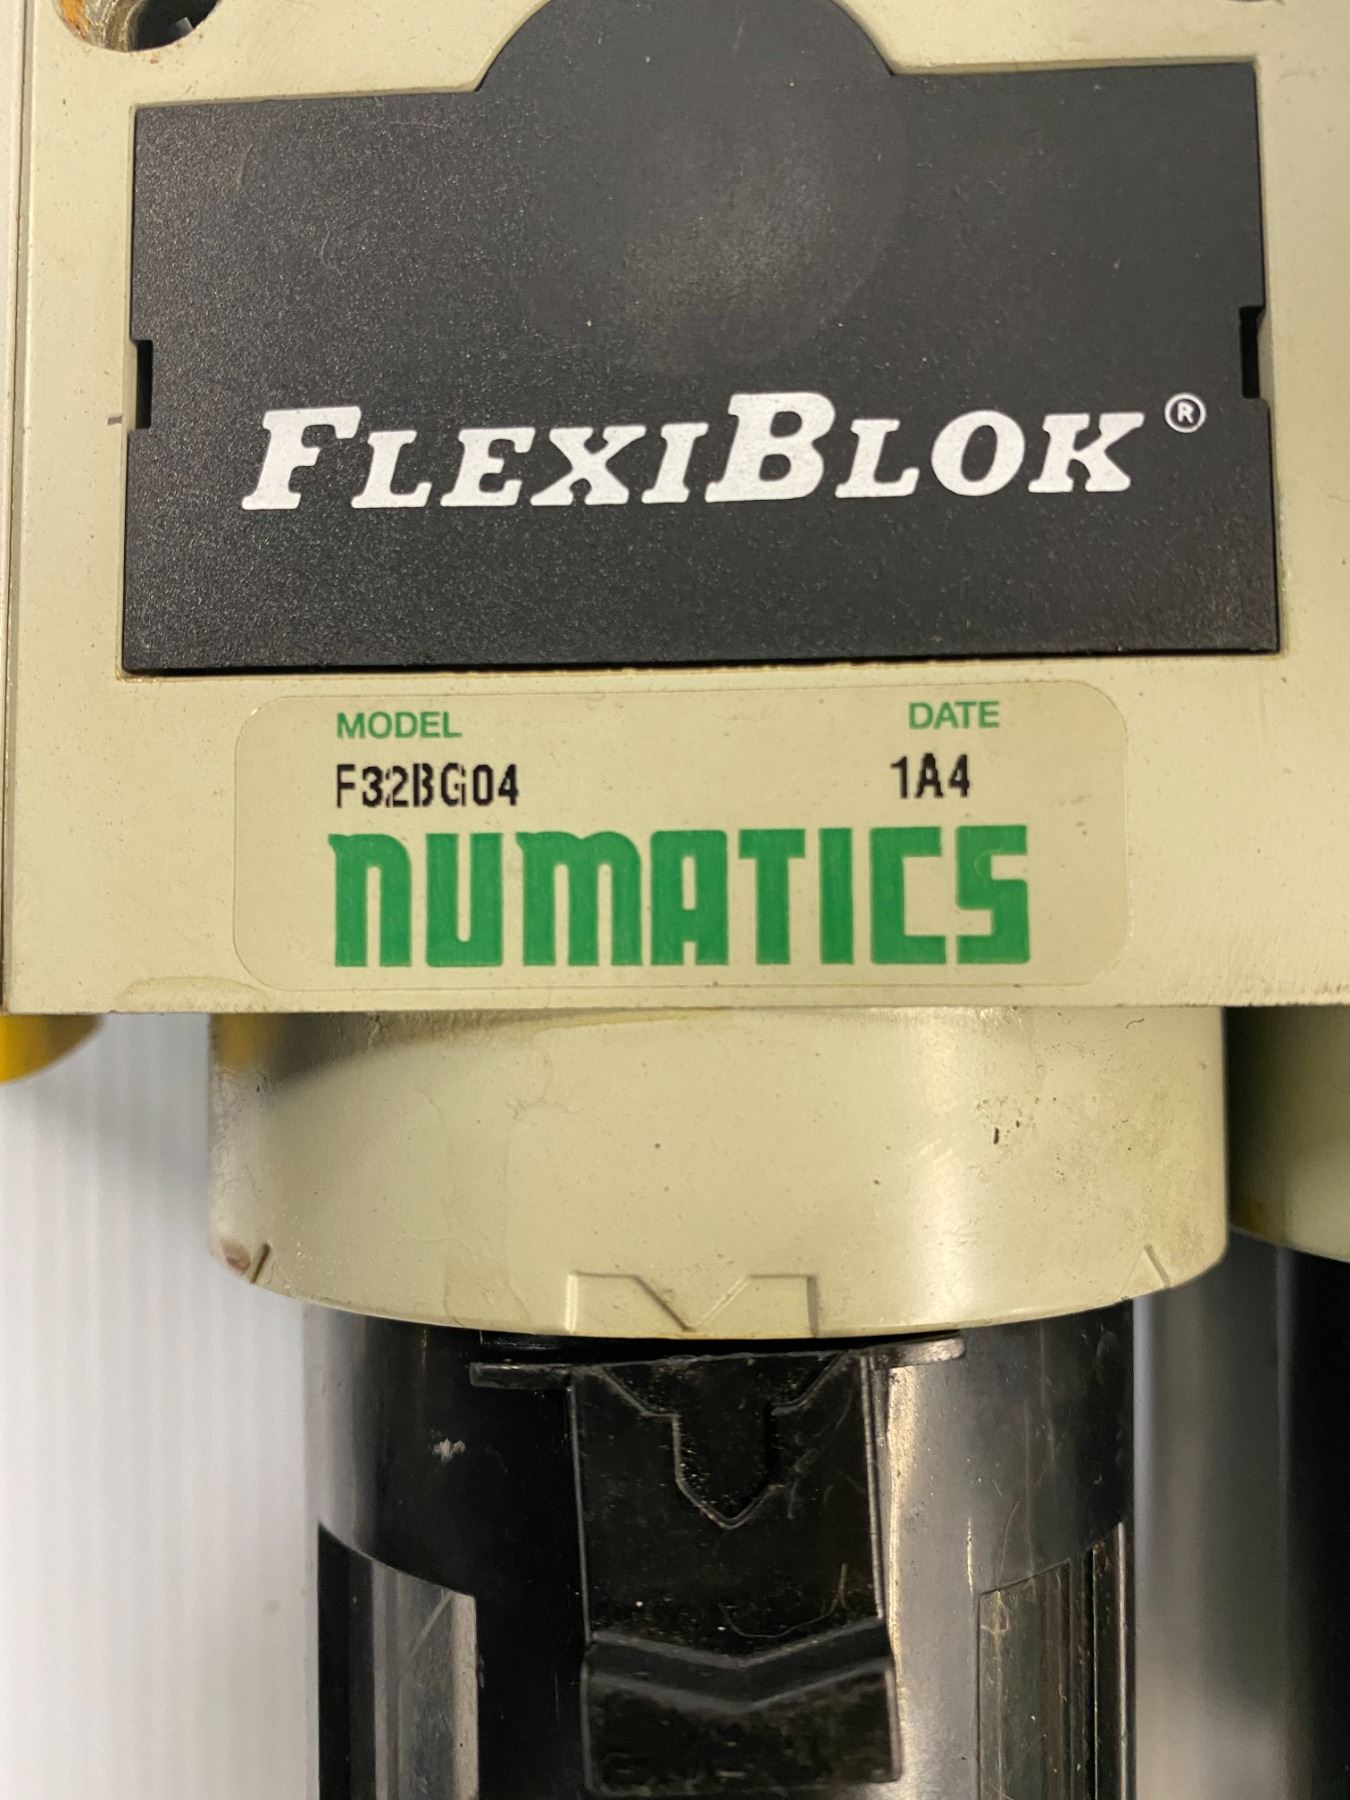 FLEXIBLOK®
MODEL DATE
F32BG04 1A4
NUMATICS